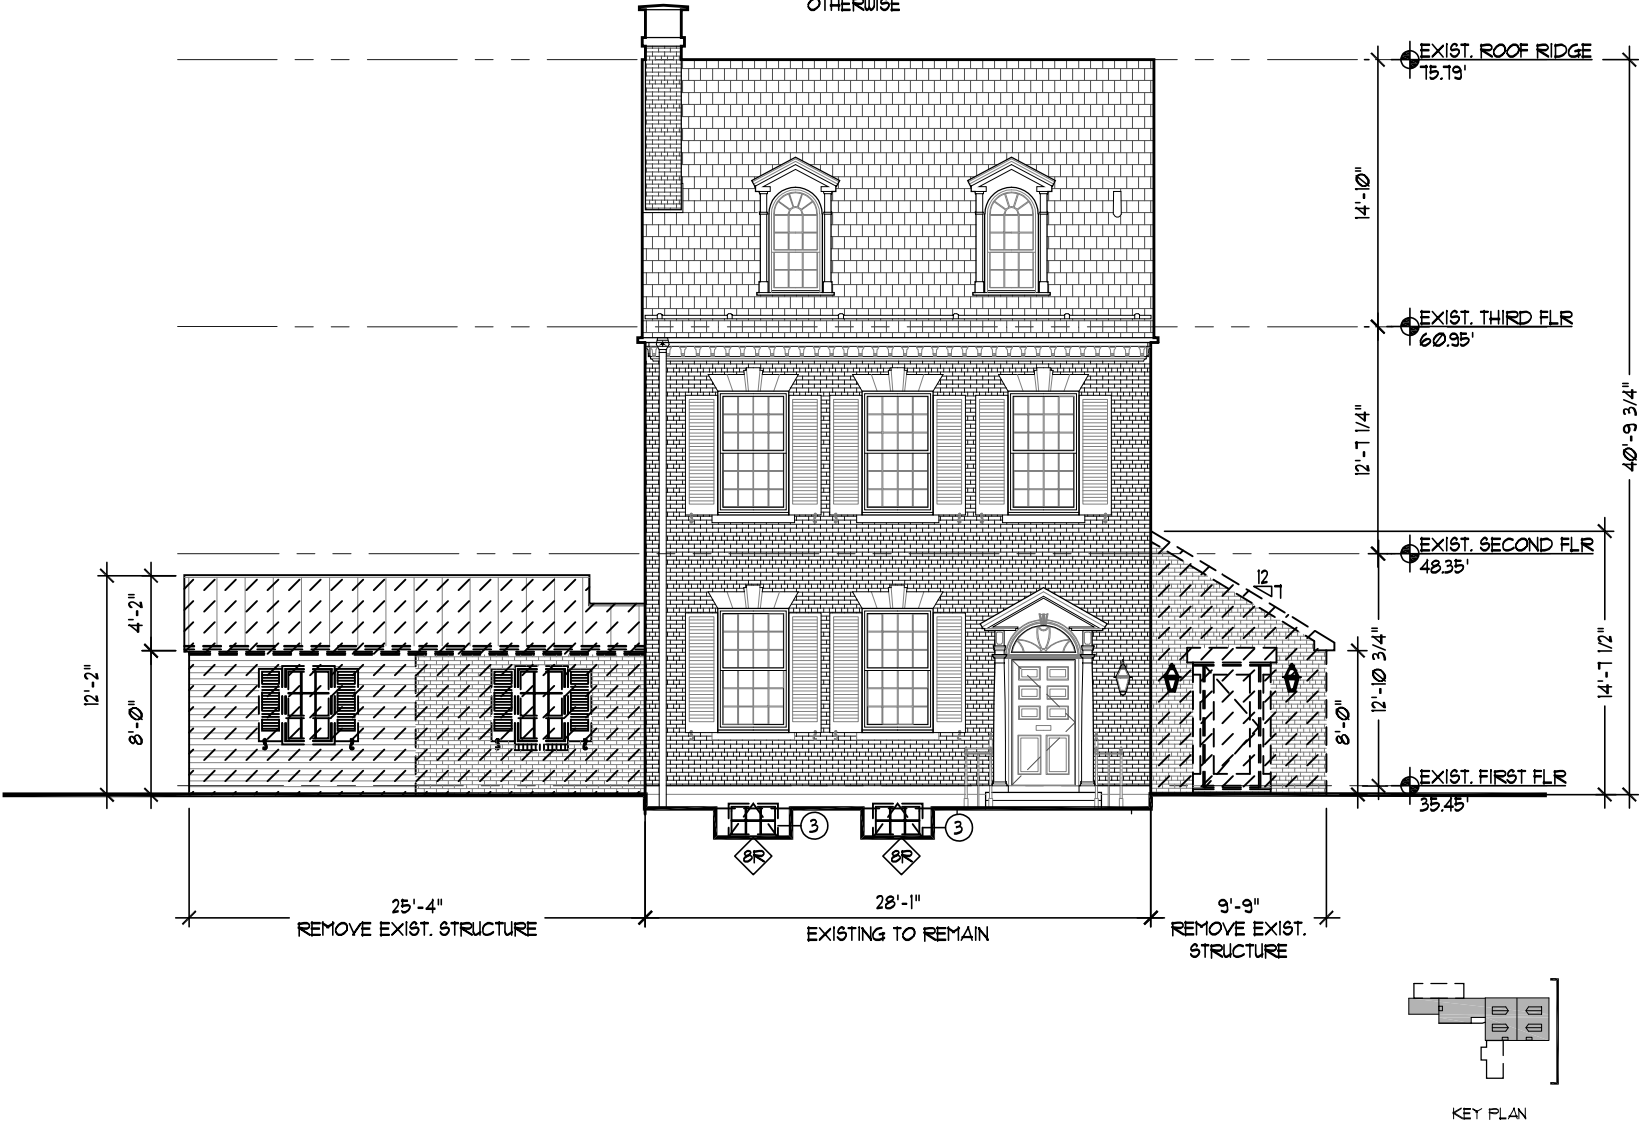 OTHERWISE
EXIST. ROOF RIDGE
75.79'
14'-10"
EXIST. THIRD FLR
60.95'
12'-7 1/4"
40'-9 3/4"
EXIST. SECOND FLR
48.35'
12
7
4'-2"
12'-2"
8'-0"
12'-10 3/4"
14'-7 1/2"
8'-0"
EXIST. FIRST FLR
35.45'
3
3
8R
8R
25'-4"
REMOVE EXIST. STRUCTURE
28'-1"
EXISTING TO REMAIN
9'-9"
REMOVE EXIST.
STRUCTURE
KEY PLAN